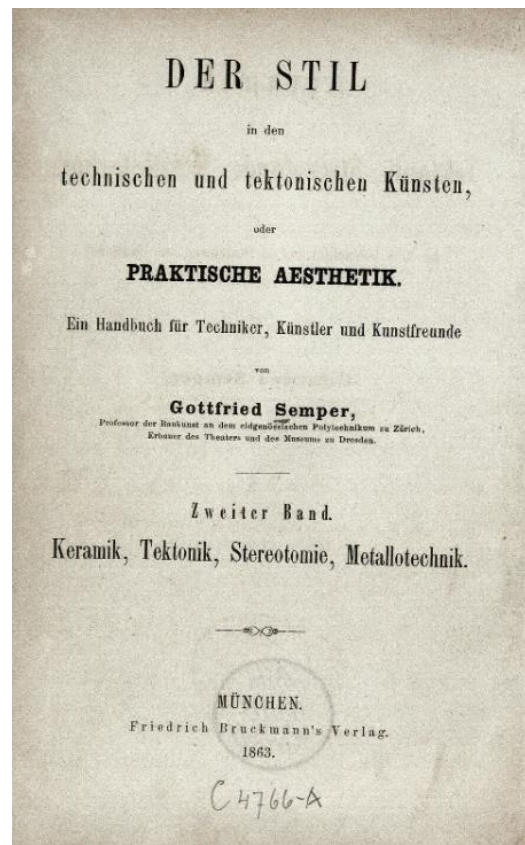 DER STIL
in den
technischen und tektonischen Künsten,
oder
PRAKTISCHE AESTHETIK.
Ein Handbuch für Techniker, Künstler und Kunstfreunde
von
Gottfried Semper,
Professor der Baukunst an dem eidgenössischen Polytechnikum zu Zürich,
Erbauer des Theaters und des Museums zu Dresden.
Zweiter Band.
Keramik, Tektonik, Stereotomie, Metallotechnik.
MÜNCHEN.
Friedrich Bruckmann's Verlag.
1863.
C 4766-A